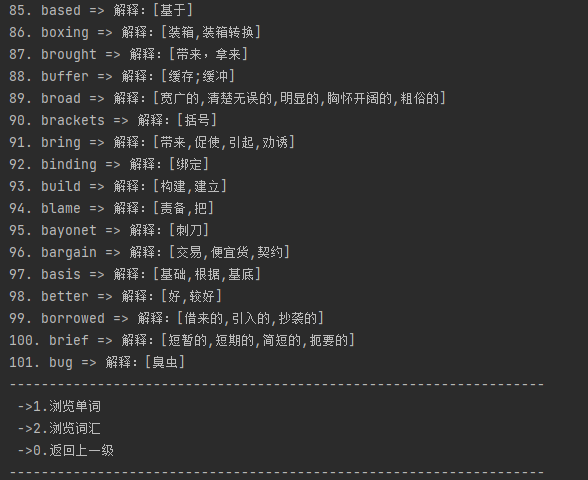 85. based => 解释：[基于]
86. boxing => 解释：[装箱,装箱转换]
87. brought => 解释：[带来，拿来]
88. buffer => 解释：[缓存;缓冲]
89. broad => 解释：[宽广的,清楚无误的,明显的,胸怀开阔的,粗俗的]
90. brackets => 解释：[括号]
91. bring => 解释：[带来,促使,引起,劝诱]
92. binding => 解释：[绑定]
93. build => 解释：[构建,建立]
94. blame => 解释：[责备,把]
95. bayonet => 解释：[刺刀]
96. bargain => 解释：[交易,便宜货,契约]
97. basis => 解释：[基础,根据,基底]
98. better => 解释：[好,较好]
99. borrowed => 解释：[借来的,引入的,抄袭的]
100. brief => 解释：[短暂的,短期的,简短的,扼要的]
101. bug => 解释：[臭虫]
--------------------------------------------------------------------
->1.浏览单词
->2.浏览词汇
->0.返回上一级
--------------------------------------------------------------------